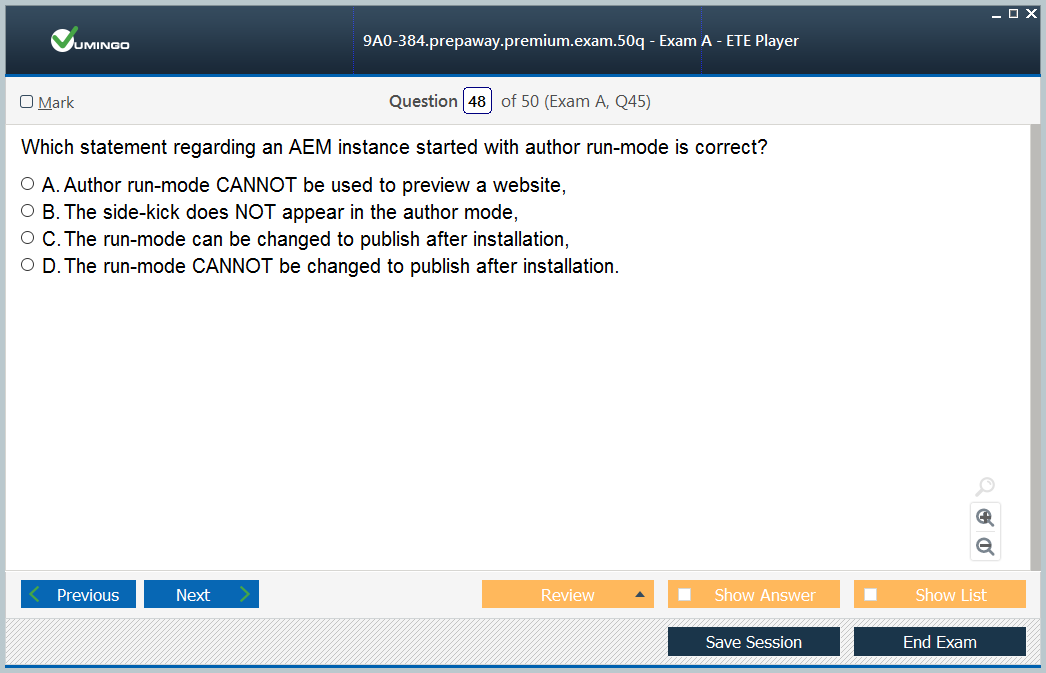 VUMINGO
9A0-384.prepaway.premium.exam.50q - Exam A - ETE Player
Mark
Question 48 of 50 (Exam A, Q45)
Which statement regarding an AEM instance started with author run-mode is correct?
A. Author run-mode CANNOT be used to preview a website,
B. The side-kick does NOT appear in the author mode,
C. The run-mode can be changed to publish after installation,
D. The run-mode CANNOT be changed to publish after installation.
Previous
Next
Review
Show Answer
Show List
Save Session
End Exam